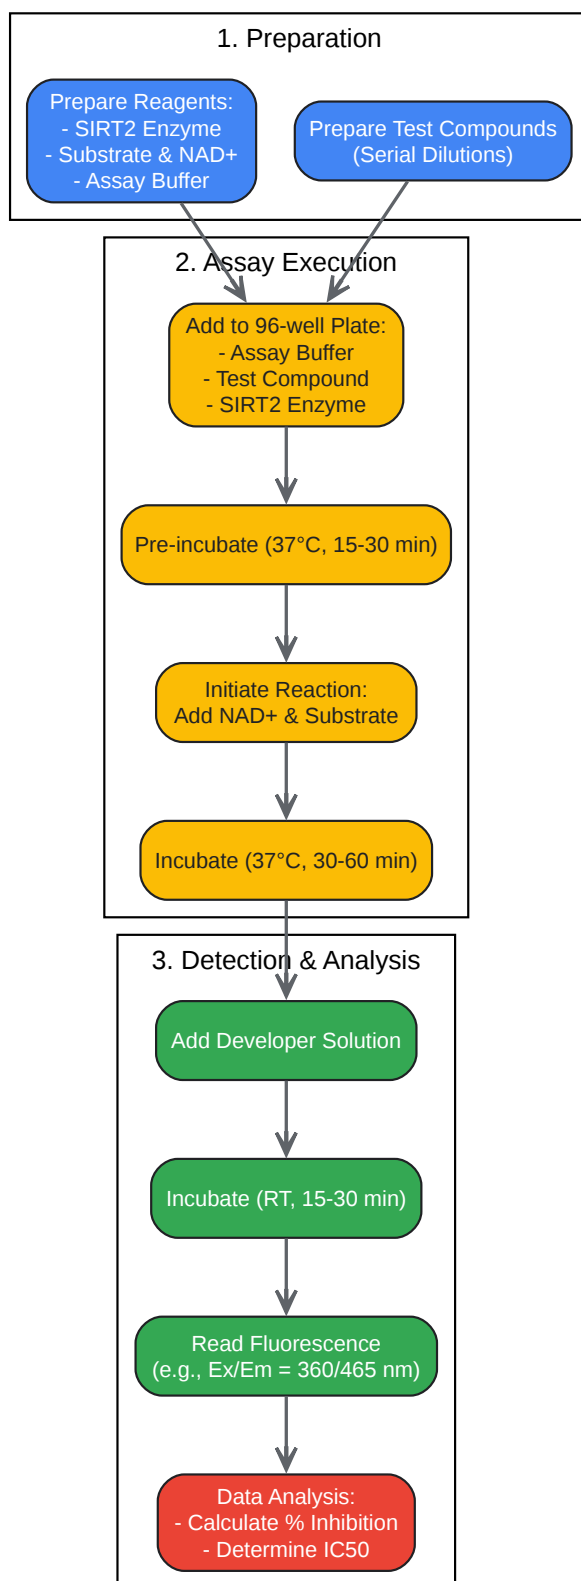 1. Preparation
Prepare Reagents:
- SIRT2 Enzyme
- Substrate & NAD+
- Assay Buffer
Prepare Test Compounds
(Serial Dilutions)
2. Assay Execution
Add to 96-well Plate:
- Assay Buffer
- Test Compound
- SIRT2 Enzyme
Pre-incubate (37°C, 15-30 min)
Initiate Reaction:
Add NAD+ & Substrate
Incubate (37°C, 30-60 min)
3. Detection & Analysis
Add Developer Solution
Incubate (RT, 15-30 min)
Read Fluorescence
(e.g., Ex/Em = 360/465 nm)
Data Analysis:
- Calculate % Inhibition
- Determine IC50